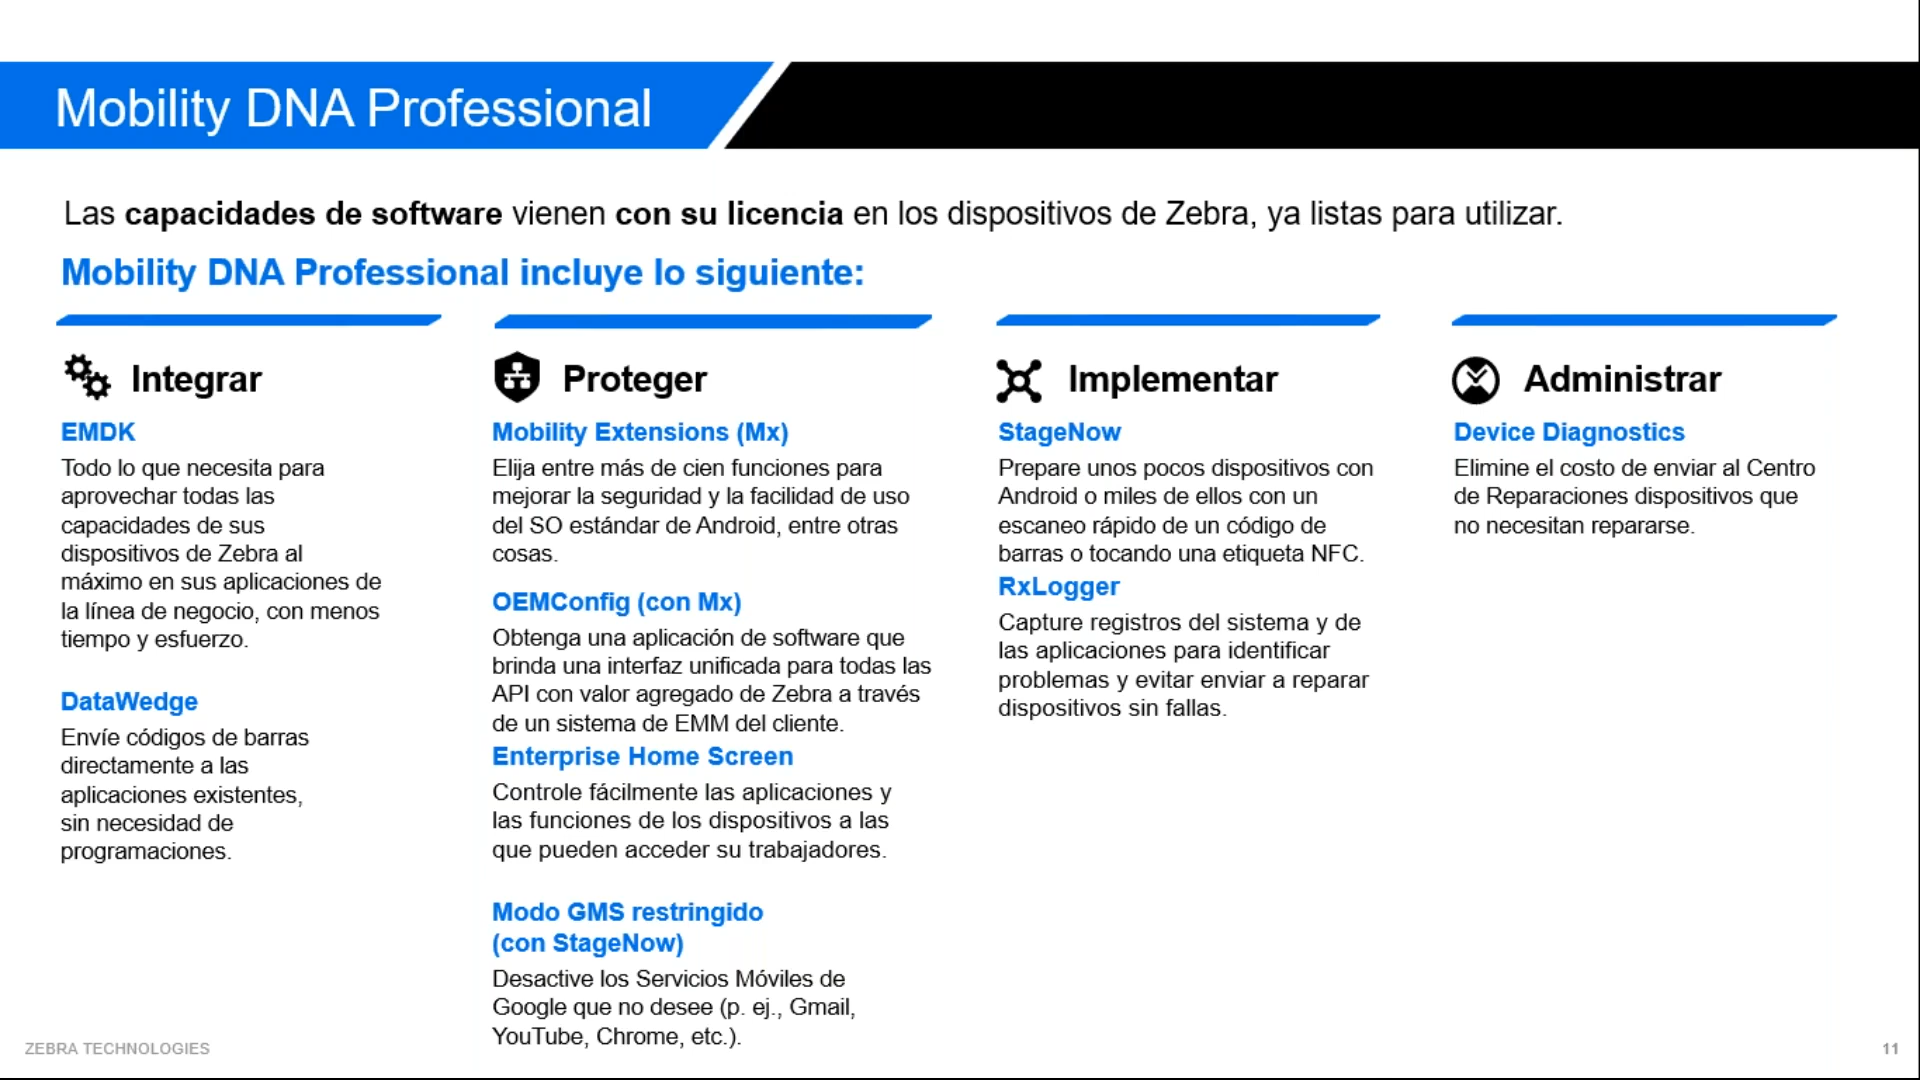 Mobility DNA Professional
Las capacidades de software vienen con su licencia en los dispositivos de Zebra, ya listas para utilizar.
Mobility DNA Professional incluye lo siguiente:
Integrar
EMDK
Todo lo que necesita para
aprovechar todas las
capacidades de sus
dispositivos de Zebra al
máximo en sus aplicaciones de
la línea de negocio, con menos
tiempo y esfuerzo.
DataWedge
Envíe códigos de barras
directamente a las
aplicaciones existentes,
sin necesidad de
programaciones.
Proteger
Mobility Extensions (Mx)
Elija entre más de cien funciones para
mejorar la seguridad y la facilidad de uso
del SO estándar de Android, entre otras
cosas.
OEMConfig (con Mx)
Obtenga una aplicación de software que
brinda una interfaz unificada para todas las
API con valor agregado de Zebra a través
de un sistema de EMM del cliente.
Enterprise Home Screen
Controle fácilmente las aplicaciones y
las funciones de los dispositivos a las
que pueden acceder su trabajadores.
Modo GMS restringido
(con StageNow)
Desactive los Servicios Móviles de
Google que no desee (p. ej., Gmail,
YouTube, Chrome, etc.).
Implementar
StageNow
Prepare unos pocos dispositivos con
Android o miles de ellos con un
escaneo rápido de un código de
barras o tocando una etiqueta NFC.
RxLogger
Capture registros del sistema y de
las aplicaciones para identificar
problemas y evitar enviar a reparar
dispositivos sin fallas.
Administrar
Device Diagnostics
Elimine el costo de enviar al Centro
de Reparaciones dispositivos que
no necesitan repararse.
ZEBRA TECHNOLOGIES
11